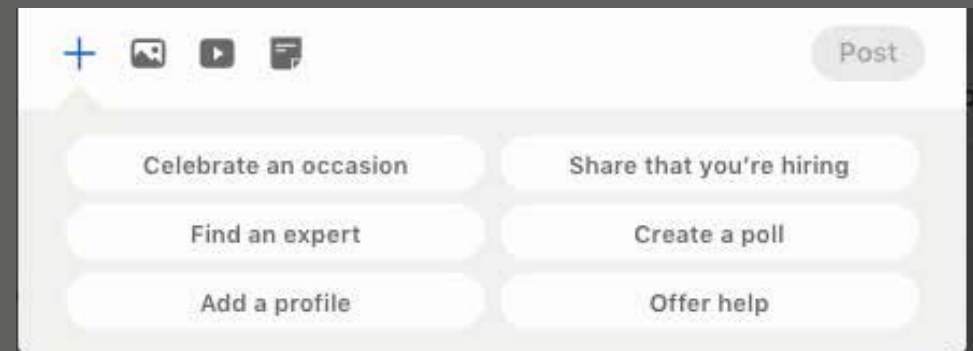 Post
Celebrate an occasion
Share that you're hiring
Find an expert
Create a poll
Add a profile
Offer help